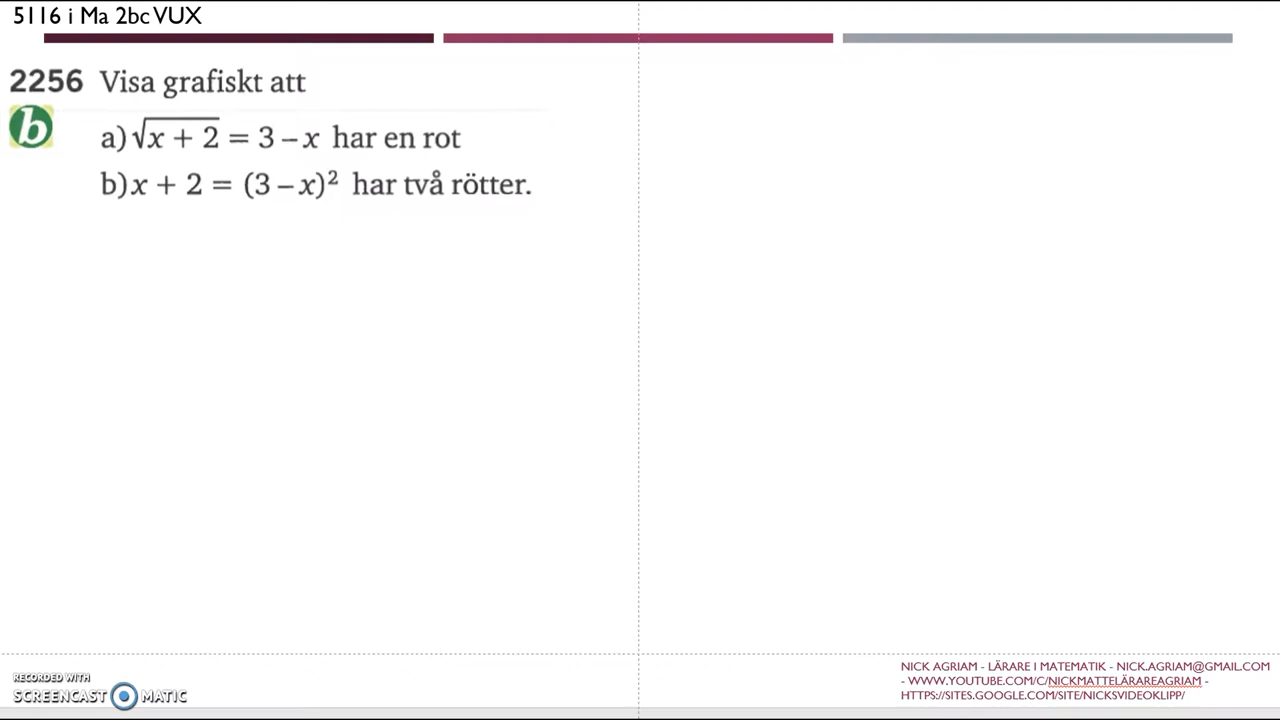 5116 i Ma 2bc VUX
2256 Visa grafiskt att
b
a) √x + 2 = 3 – x har en rot
b) x + 2 = (3 – x)² har två rötter.
RECORDED WITH
SCREENCAST MATIC
NICK AGRIAM - LÄRARE I MATEMATIK - NICK.AGRIAM@GMAIL.COM
- WWW.YOUTUBE.COM/C/NICKMATTELÄRAREAGRIAM -
HTTPS://SITES.GOOGLE.COM/SITE/NICKSVIDEOKLIPP/